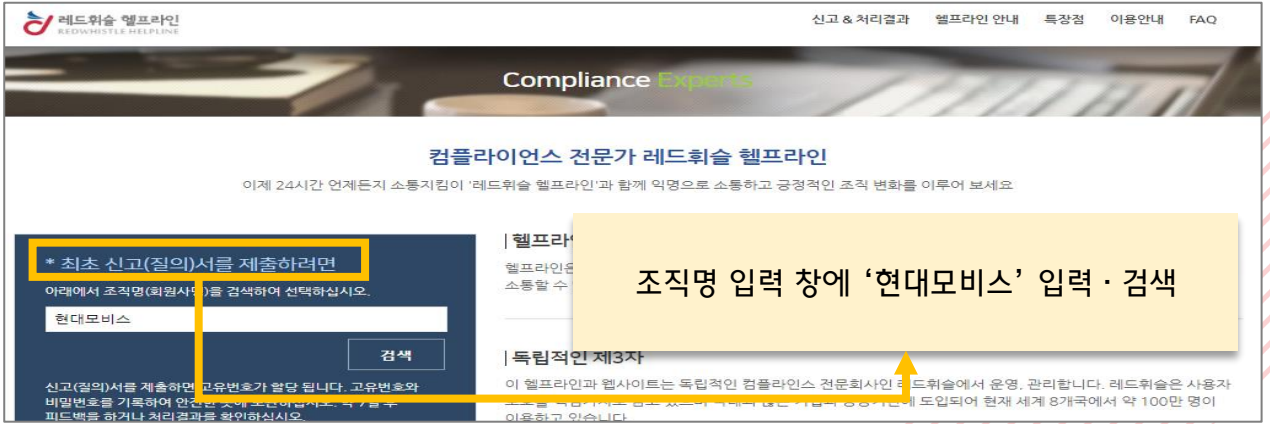 레드휘슬 헬프라인
REDWHISTLE HELPLINE
신고 & 처리결과 헬프라인 안내 특장점 이용안내 FAQ
Compliance Experts
컴플라이언스 전문가 레드휘슬 헬프라인
이제 24시간 언제든지 소통지킴이 '레드휘슬 헬프라인'과 함께 익명으로 소통하고 긍정적인 조직 변화를 이루어 보세요
* 최초 신고(질의)서를 제출하려면
아래에서 조직명(회원사명)을 검색하여 선택하십시오.
현대모비스
검색
신고(질의)서를 제출하면 고유번호가 할당 됩니다. 고유번호와
비밀번호를 기록하여 안전한
피드백을 하거나 처리결과를 확인하십시오.
|헬프라
헬프라인은
소통할 수
조직명 입력 창에 ‘현대모비스’ 입력 · 검색
|독립적인 제3자
이 헬프라인과 웹사이트는 독립적인 컴플라인스 전문회사인 레드휘슬에서 운영, 관리합니다. 레드휘슬은 사용자
도입되어 현재 세계 8개국에서 약 100만 명이
이용하고 있습니다.